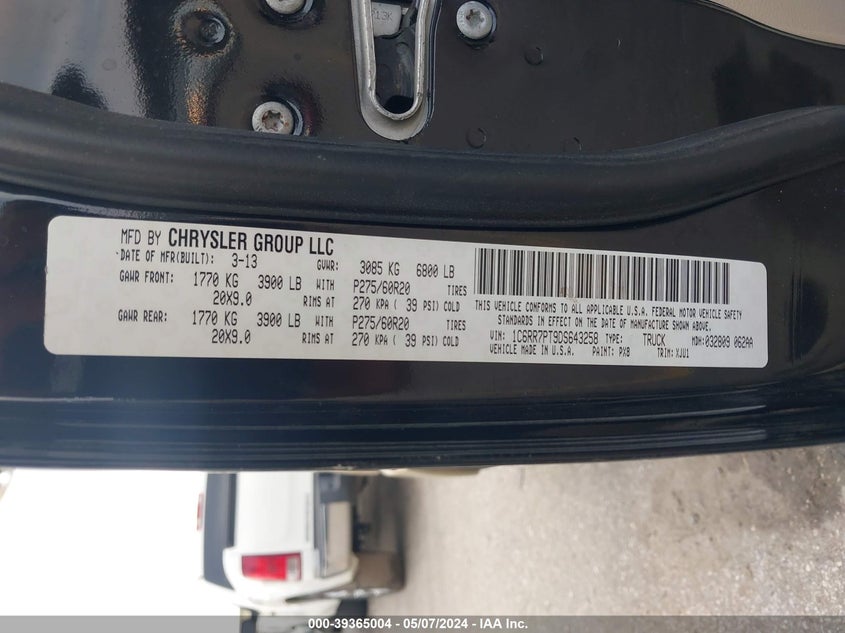 13K
MFD BY CHRYSLER GROUP LLC
DATE OF MFR(BUILT): 3-13 GVWR: 3085 KG 6800 LB
GAWR FRONT: 1770 KG 3900 LB WITH P275/60R20 TIRES
20X9.0 RIMS AT 270 KPA ( 39 PSI) COLD
GAWR REAR: 1770 KG 3900 LB WITH P275/60R20 TIRES
20X9.0 RIMS AT 270 KPA ( 39 PSI) COLD
THIS VEHICLE CONFORMS TO ALL APPLICABLE U.S.A. FEDERAL MOTOR VEHICLE SAFETY
STANDARDS IN EFFECT ON THE DATE OF MANUFACTURE SHOWN ABOVE.
VIN: 1C6RR7PT9DS643258 TYPE: TRUCK MDH: 032809 062AA
VEHICLE MADE IN U.S.A. PAINT: PX8 TRIM: XJU1
000-39365004 - 05/07/2024 - IAA Inc.